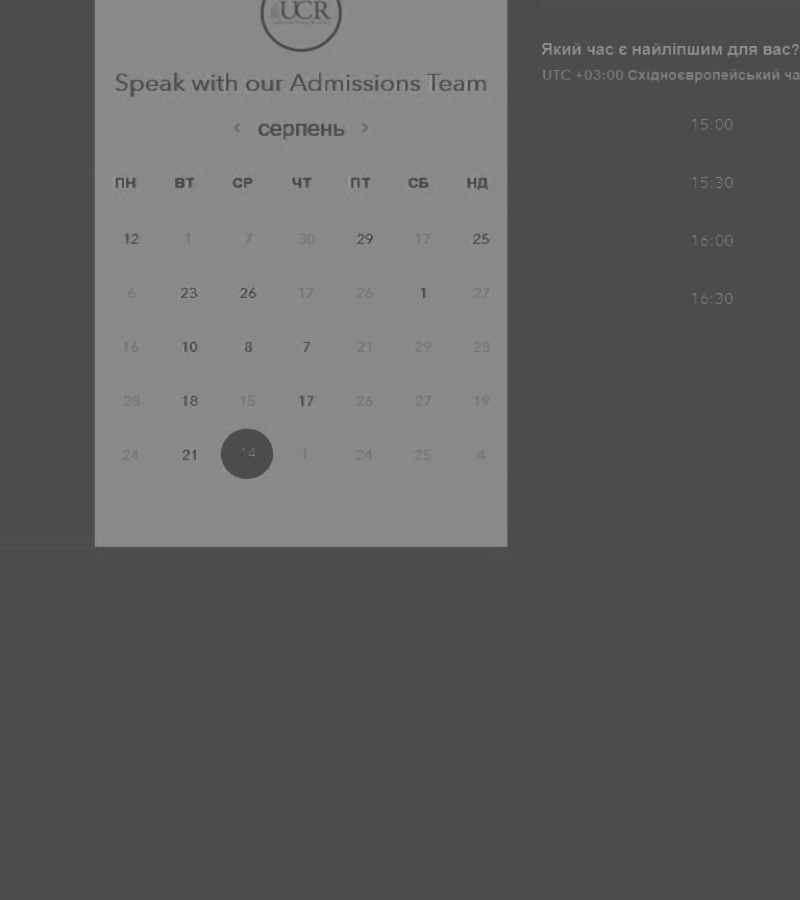 UCR
Speak with our Admissions Team
< серпень >
ПН ВТ СР ЧТ ПТ СБ НД
12 1 7 30 29 17 25
6 23 26 17 26 1 27
16 10 8 7 21 29 28
28 18 15 17 26 27 19
24 21 14 1 24 25 4
Який час є найліпшим для вас?
UTC +03:00 Східноєвропейський ча
15:00
15:30
16:00
16:30